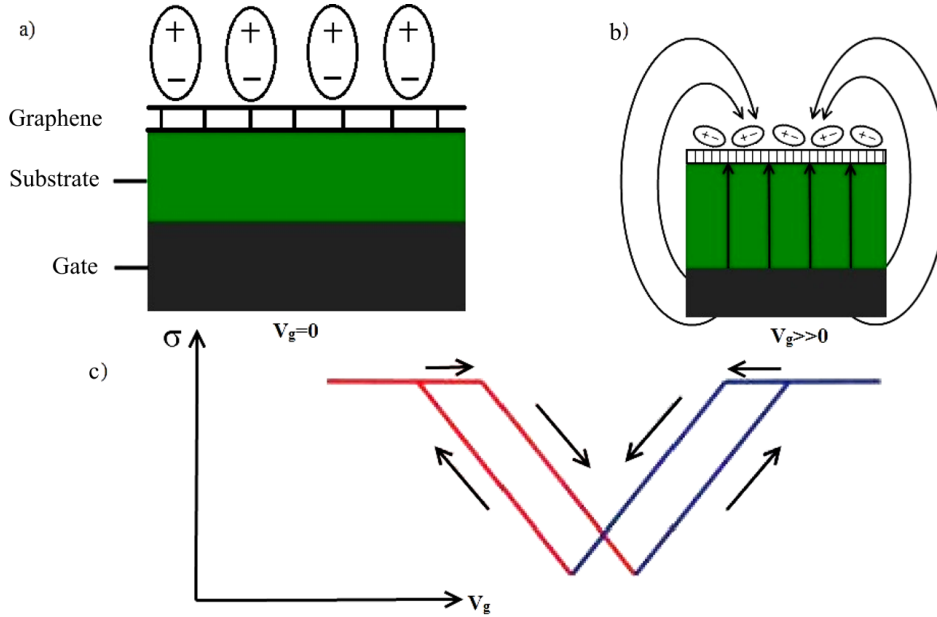 a)
+ + + +
− − − −
Graphene
Substrate
Gate
Vg=0
b)
+ − + − + − + − + −
Vg>>0
c)
σ
Vg